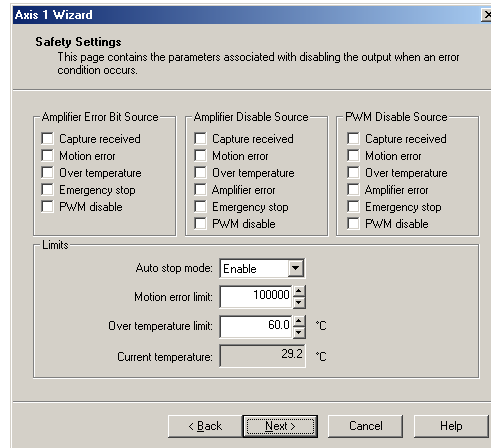 Axis 1 Wizard
Safety Settings
This page contains the parameters associated with disabling the output when an error
condition occurs.
Amplifier Error Bit Source
Capture received
Motion error
Over temperature
Emergency stop
PWM disable
Amplifier Disable Source
Capture received
Motion error
Over temperature
Amplifier error
Emergency stop
PWM disable
PWM Disable Source
Capture received
Motion error
Over temperature
Amplifier error
Emergency stop
PWM disable
Limits
Auto stop mode: Enable
Motion error limit: 100000
Over temperature limit: 60.0 °C
Current temperature: 29.2 °C
< Back Next > Cancel Help